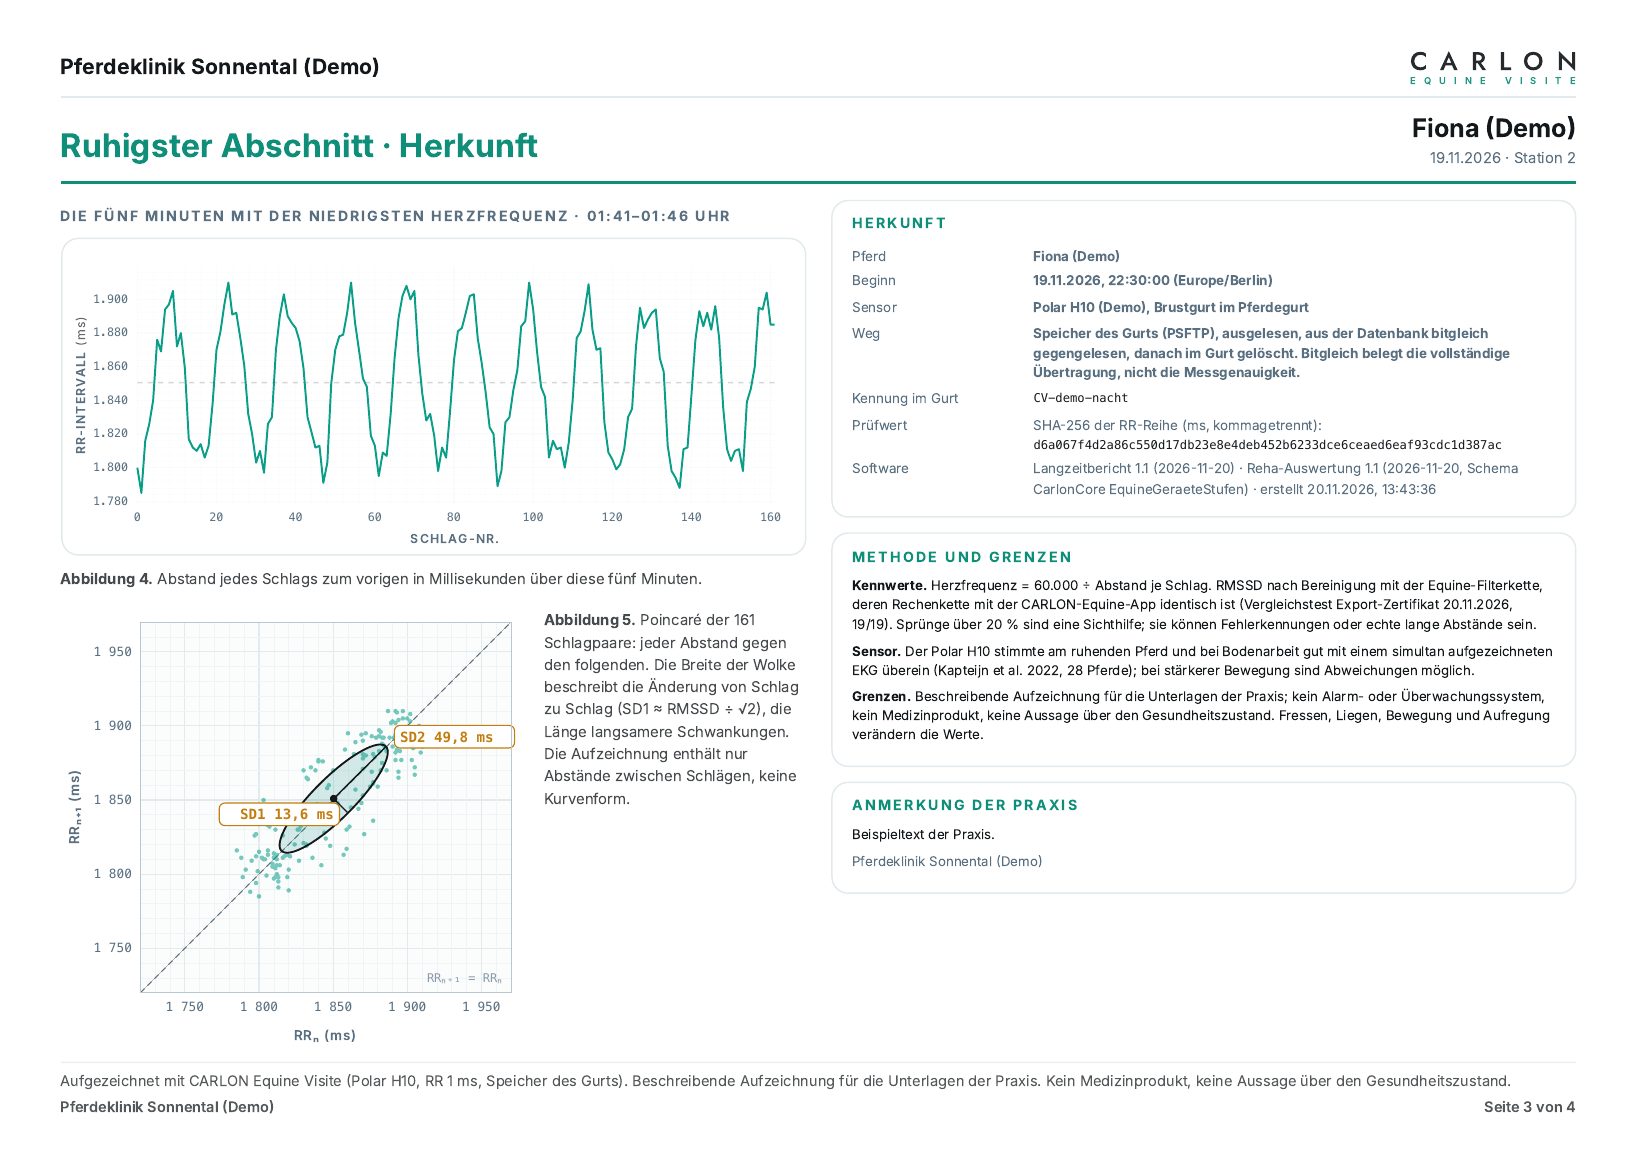 Pferdeklinik Sonnental (Demo)
CARLON
EQUINE VISITE
Ruhigster Abschnitt · Herkunft
Fiona (Demo)
19.11.2026 · Station 2
DIE FÜNF MINUTEN MIT DER NIEDRIGSTEN HERZFREQUENZ · 01:41–01:46 UHR
RR-INTERVALL (ms)
1.900
1.880
1.860
1.840
1.820
1.800
1.780
0 20 40 60 80 100 120 140 160
SCHLAG-NR.
Abbildung 4. Abstand jedes Schlags zum vorigen in Millisekunden über diese fünf Minuten.
RRₙ₊₁ (ms)
1 950
1 900
1 850
1 800
1 750
SD2 49,8 ms
SD1 13,6 ms
RRₙ₊₁ = RRₙ
1 750 1 800 1 850 1 900 1 950
RRₙ (ms)
Abbildung 5. Poincaré der 161
Schlagpaare: jeder Abstand gegen
den folgenden. Die Breite der Wolke
beschreibt die Änderung von Schlag
zu Schlag (SD1 ≈ RMSSD ÷ √2), die
Länge langsamere Schwankungen.
Die Aufzeichnung enthält nur
Abstände zwischen Schlägen, keine
Kurvenform.
HERKUNFT
Pferd Fiona (Demo)
Beginn 19.11.2026, 22:30:00 (Europe/Berlin)
Sensor Polar H10 (Demo), Brustgurt im Pferdegurt
Weg Speicher des Gurts (PSFTP), ausgelesen, aus der Datenbank bitgleich
gegengelesen, danach im Gurt gelöscht. Bitgleich belegt die vollständige
Übertragung, nicht die Messgenauigkeit.
Kennung im Gurt CV-demo-nacht
Prüfwert SHA-256 der RR-Reihe (ms, kommagetrennt):
d6a067f4d2a86c550d17db23e8e4deb452b6233dce6ceaed6eaf93cdc1d387ac
Software Langzeitbericht 1.1 (2026-11-20) · Reha-Auswertung 1.1 (2026-11-20, Schema
CarlonCore EquineGeraeteStufen) · erstellt 20.11.2026, 13:43:36
METHODE UND GRENZEN
Kennwerte. Herzfrequenz = 60.000 ÷ Abstand je Schlag. RMSSD nach Bereinigung mit der Equine-Filterkette,
deren Rechenkette mit der CARLON-Equine-App identisch ist (Vergleichstest Export-Zertifikat 20.11.2026,
19/19). Sprünge über 20 % sind eine Sichthilfe; sie können Fehlerkennungen oder echte lange Abstände sein.
Sensor. Der Polar H10 stimmte am ruhenden Pferd und bei Bodenarbeit gut mit einem simultan aufgezeichneten
EKG überein (Kapteijn et al. 2022, 28 Pferde); bei stärkerer Bewegung sind Abweichungen möglich.
Grenzen. Beschreibende Aufzeichnung für die Unterlagen der Praxis; kein Alarm- oder Überwachungssystem,
kein Medizinprodukt, keine Aussage über den Gesundheitszustand. Fressen, Liegen, Bewegung und Aufregung
verändern die Werte.
ANMERKUNG DER PRAXIS
Beispieltext der Praxis.
Pferdeklinik Sonnental (Demo)
Aufgezeichnet mit CARLON Equine Visite (Polar H10, RR 1 ms, Speicher des Gurts). Beschreibende Aufzeichnung für die Unterlagen der Praxis. Kein Medizinprodukt, keine Aussage über den Gesundheitszustand.
Pferdeklinik Sonnental (Demo)
Seite 3 von 4